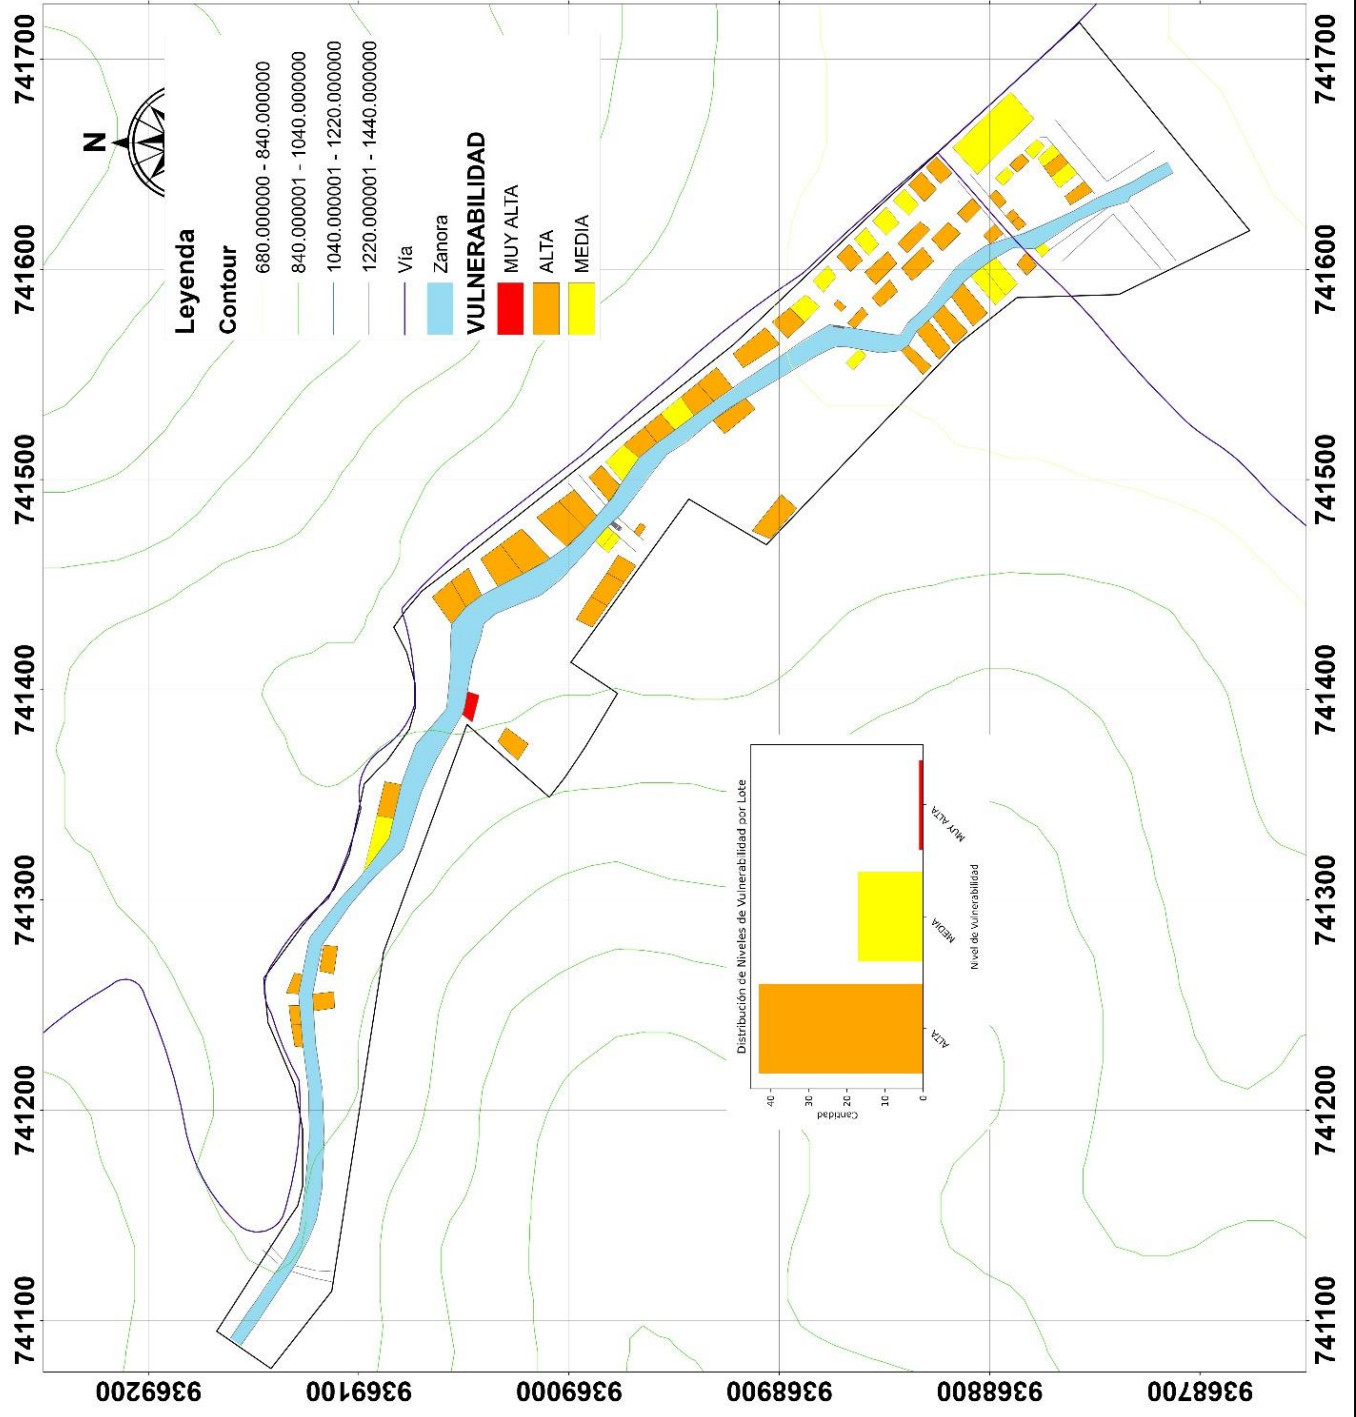 N
741700
741600
741500
741400
741300
741200
741100
Leyenda
Contour
680.000000 - 840.000000
840.000001 - 1040.000000
1040.000001 - 1220.000000
1220.000001 - 1440.000000
Vía
Zanora
VULNERABILIDAD
MUY ALTA
ALTA
MEDIA
Distribución de Niveles de Vulnerabilidad por Lote
Cantidad
40
30
20
10
0
ALTA
MEDIA
MUY ALTA
Nivel de Vulnerabilidad
741700
741600
741500
741400
741300
741200
741100
9369200
9369100
9369000
9368900
9368800
9368700